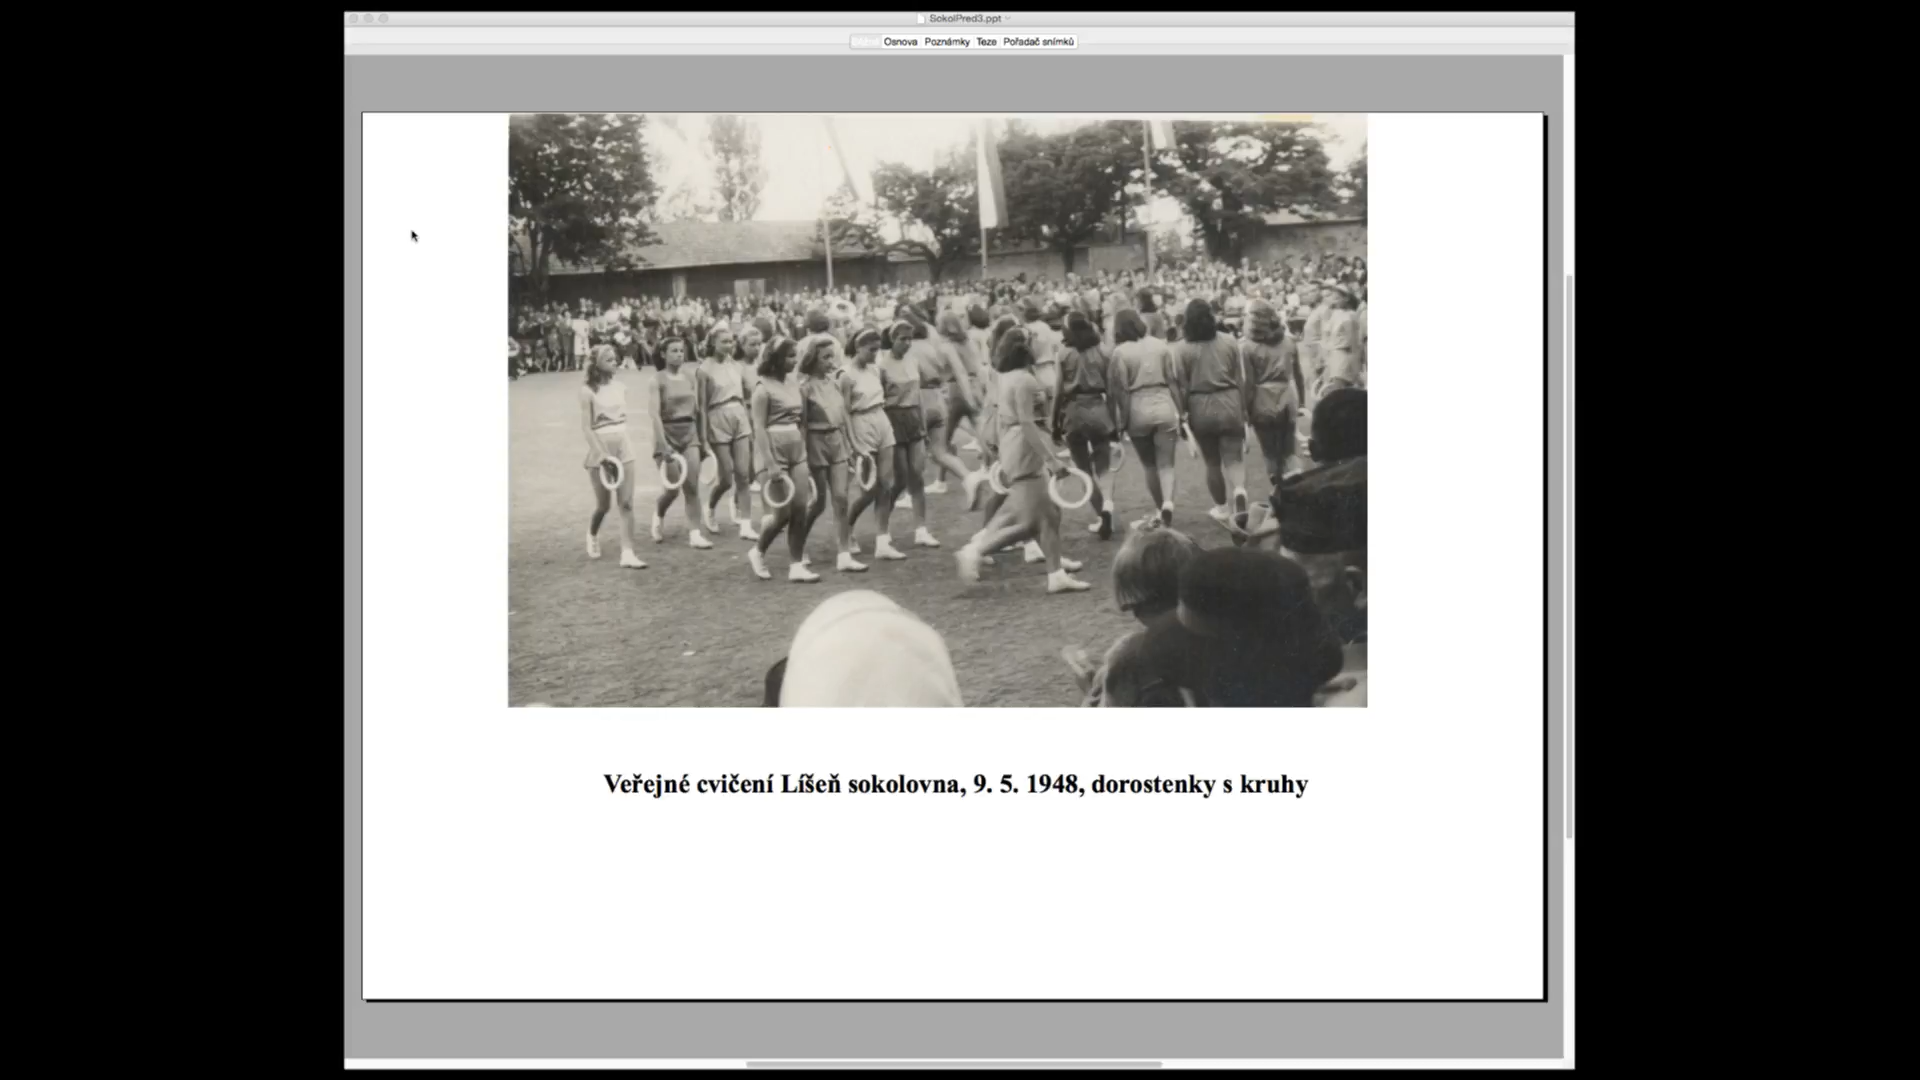 SokolPred3.ppt
Osnova Poznámky Teze Pořadač snímků
Veřejné cvičení Líšeň sokolovna, 9. 5. 1948, dorostenky s kruhy